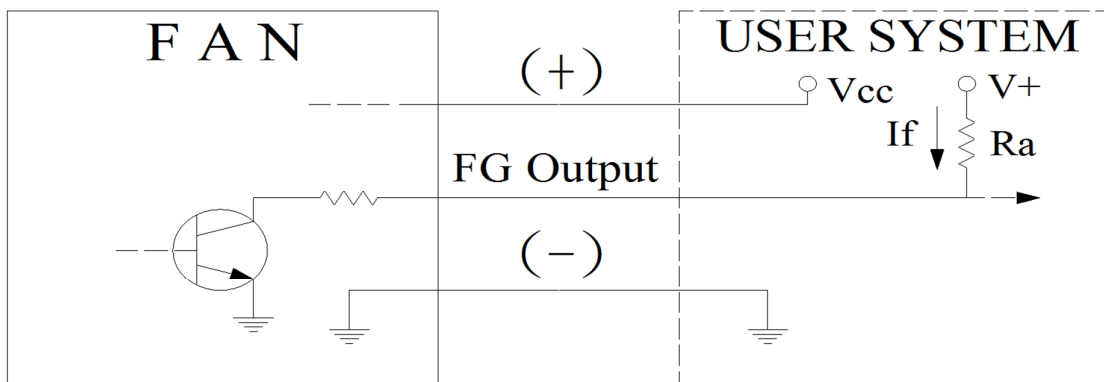 F A N
USER SYSTEM
(+)
Vcc
V+
If
Ra
FG Output
(-)